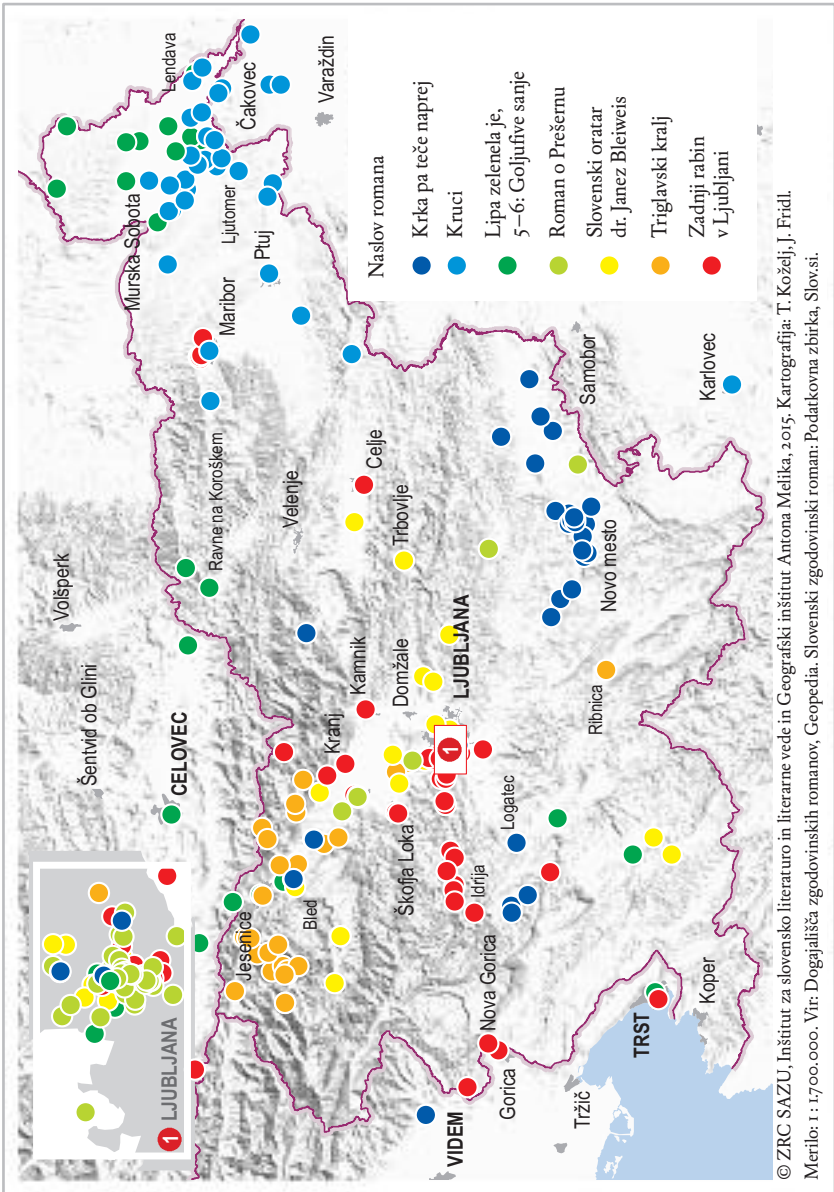 Šentvid ob Glini
Volšperk
CELOVEC
1 LJUBLJANA
Ravne na Koroškem
Murska Sobota
Lendava
Jesenice
Bled
Kranj
Kamnik
Velenje
Maribor
Ptuj
Ljutomer
Čakovec
Varaždin
Škofja Loka
Domžale
Trbovlje
Celje
1
LJUBLJANA
VIDEM
Gorica
Nova Gorica
Idrija
Logatec
Tržič
TRST
Koper
Ribnica
Novo mesto
Samobor
Karlovec
Naslov romana
Krka pa teče naprej
Kruci
Lipa zelenela je,
5–6: Goljufive sanje
Roman o Prešernu
Slovenski oratar
dr. Janez Bleiweis
Triglavski kralj
Zadnji rabin
v Ljubljani
© ZRC SAZU, Inštitut za slovensko literaturo in literarne vede in Geografski inštitut Antona Melika, 2015, Kartografija: T. Koželj, J. Fridl.
Merilo: 1 : 1,700.000. Vit: Dogajališča zgodovinskih romanov, Geopedia. Slovenski zgodovinski roman: Podatkovna zbirka, Slov.si.